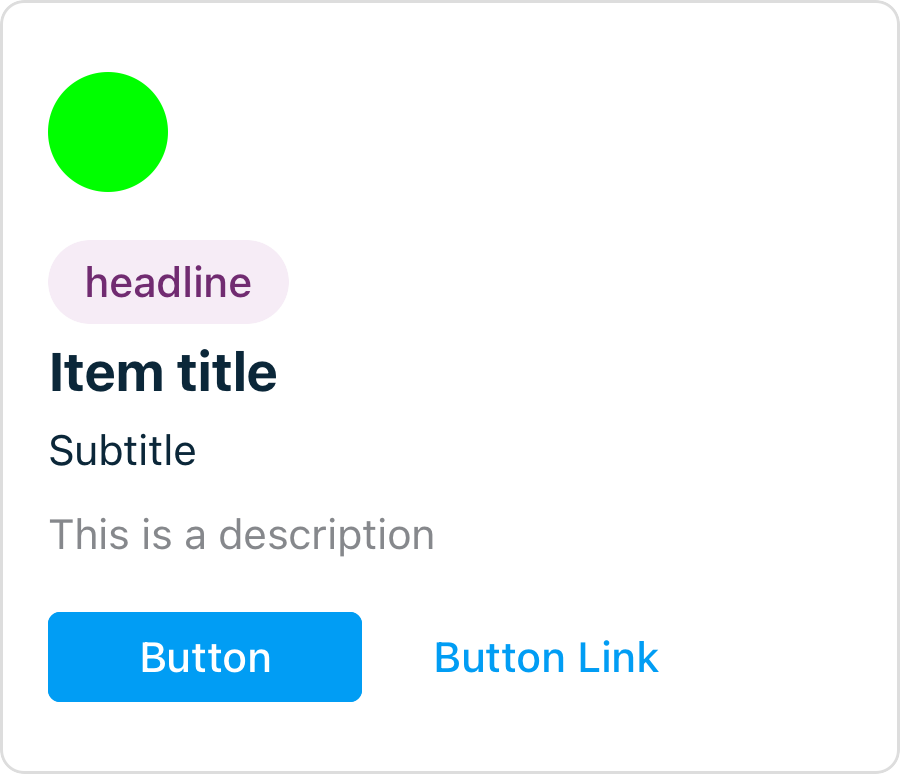 headline
Item title
Subtitle
This is a description
Button Button Link